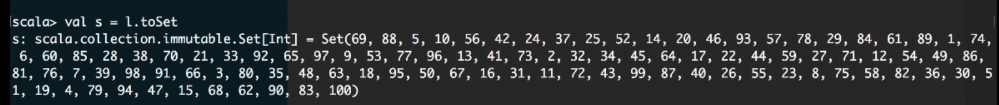 scala> val s = l.toSet
s: scala.collection.immutable.Set[Int] = Set(69, 88, 5, 10, 56, 42, 24, 37, 25, 52, 14, 20, 46, 93, 57, 78, 29, 84, 61, 89, 1, 74,
 6, 60, 85, 28, 38, 70, 21, 33, 92, 65, 97, 9, 53, 77, 96, 13, 41, 73, 2, 32, 34, 45, 64, 17, 22, 44, 59, 27, 71, 12, 54, 49, 86,
81, 76, 7, 39, 98, 91, 66, 3, 80, 35, 48, 63, 18, 95, 50, 67, 16, 31, 11, 72, 43, 99, 87, 40, 26, 55, 23, 8, 75, 58, 82, 36, 30, 5
1, 19, 4, 79, 94, 47, 15, 68, 62, 90, 83, 100)